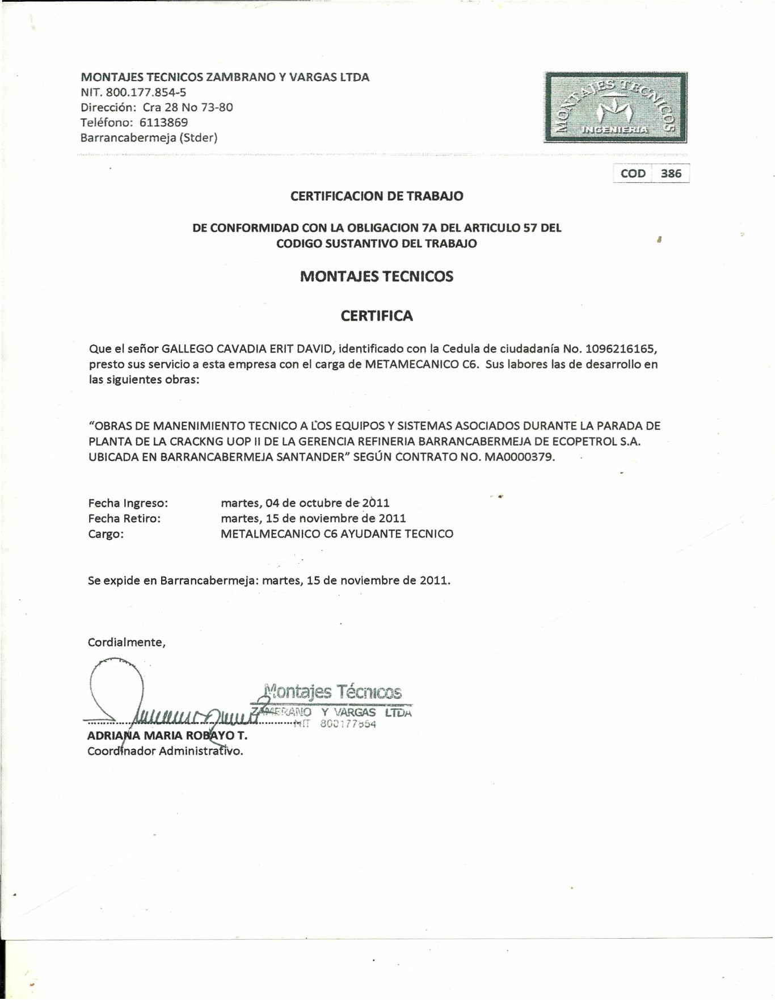 MONTAJES TECNICOS ZAMBRANO Y VARGAS LTDA
NIT. 800.177.854-5
Dirección: Cra 28 No 73-80
Teléfono: 6113869
Barrancabermeja (Stder)
MONTAJES TECNICOS
INGENIERIA
COD 386
CERTIFICACION DE TRABAJO
DE CONFORMIDAD CON LA OBLIGACION 7A DEL ARTICULO 57 DEL
CODIGO SUSTANTIVO DEL TRABAJO
MONTAJES TECNICOS
CERTIFICA
Que el señor GALLEGO CAVADIA ERIT DAVID, identificado con la Cedula de ciudadanía No. 1096216165,
presto sus servicio a esta empresa con el carga de METAMECANICO C6. Sus labores las de desarrollo en
las siguientes obras:
"OBRAS DE MANENIMIENTO TECNICO A LOS EQUIPOS Y SISTEMAS ASOCIADOS DURANTE LA PARADA DE
PLANTA DE LA CRACKNG UOP II DE LA GERENCIA REFINERIA BARRANCABERMEJA DE ECOPETROL S.A.
UBICADA EN BARRANCABERMEJA SANTANDER" SEGÚN CONTRATO NO. MA0000379.
Fecha Ingreso: martes, 04 de octubre de 2011
Fecha Retiro: martes, 15 de noviembre de 2011
Cargo: METALMECANICO C6 AYUDANTE TECNICO
Se expide en Barrancabermeja: martes, 15 de noviembre de 2011.
Cordialmente,
Montajes Técnicos
ZAMBRANO Y VARGAS LTDA
NIT 800177854
ADRIANA MARIA ROBAYO T.
Coordinador Administrativo.